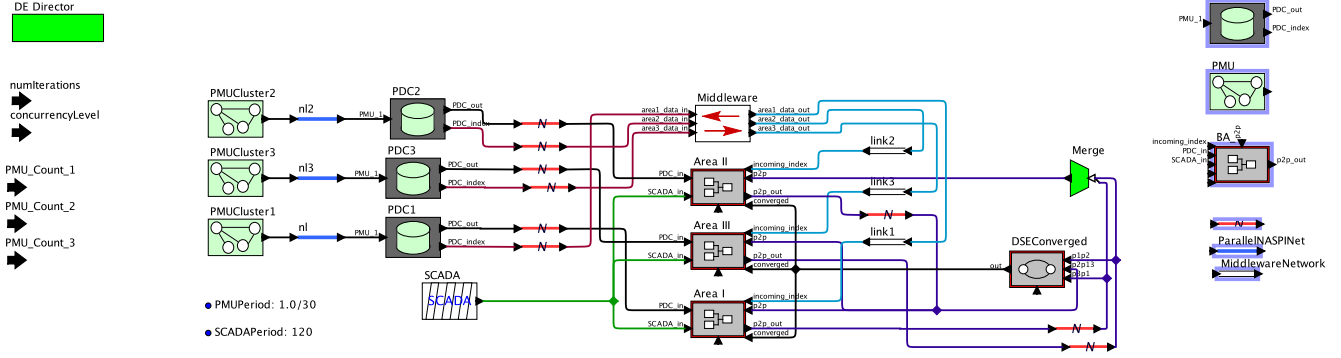 DE Director
numIterations
concurrencyLevel
PMU_Count_1
PMU_Count_2
PMU_Count_3
PMUCluster2
nl2
PMU_1
PDC2
PDC_out
PDC_index
N
N
PMUCluster3
nl3
PMU_1
PDC3
PDC_out
PDC_index
N
N
PMUCluster1
nl
PMU_1
PDC1
PDC_out
PDC_index
N
N
SCADA
SCADA
PMUPeriod: 1.0/30
SCADAPeriod: 120
Middleware
area1_data_in
area2_data_in
area3_data_in
area1_data_out
area2_data_out
area3_data_out
link2
link3
link1
Area II
PDC_in
SCADA_in
incoming_index
p2p
p2p_out
converged
N
Area III
PDC_in
SCADA_in
incoming_index
p2p
p2p_out
converged
Area I
PDC_in
SCADA_in
incoming_index
p2p
p2p_out
converged
Merge
DSEConverged
out
p1p2
p2p13
p3p1
N
N
PMU_1
PDC_out
PDC_index
PMU
BA_
p2p
incoming_index
PDC_in
SCADA_in
p2p_out
N
ParallelNASPINet
MiddlewareNetwork